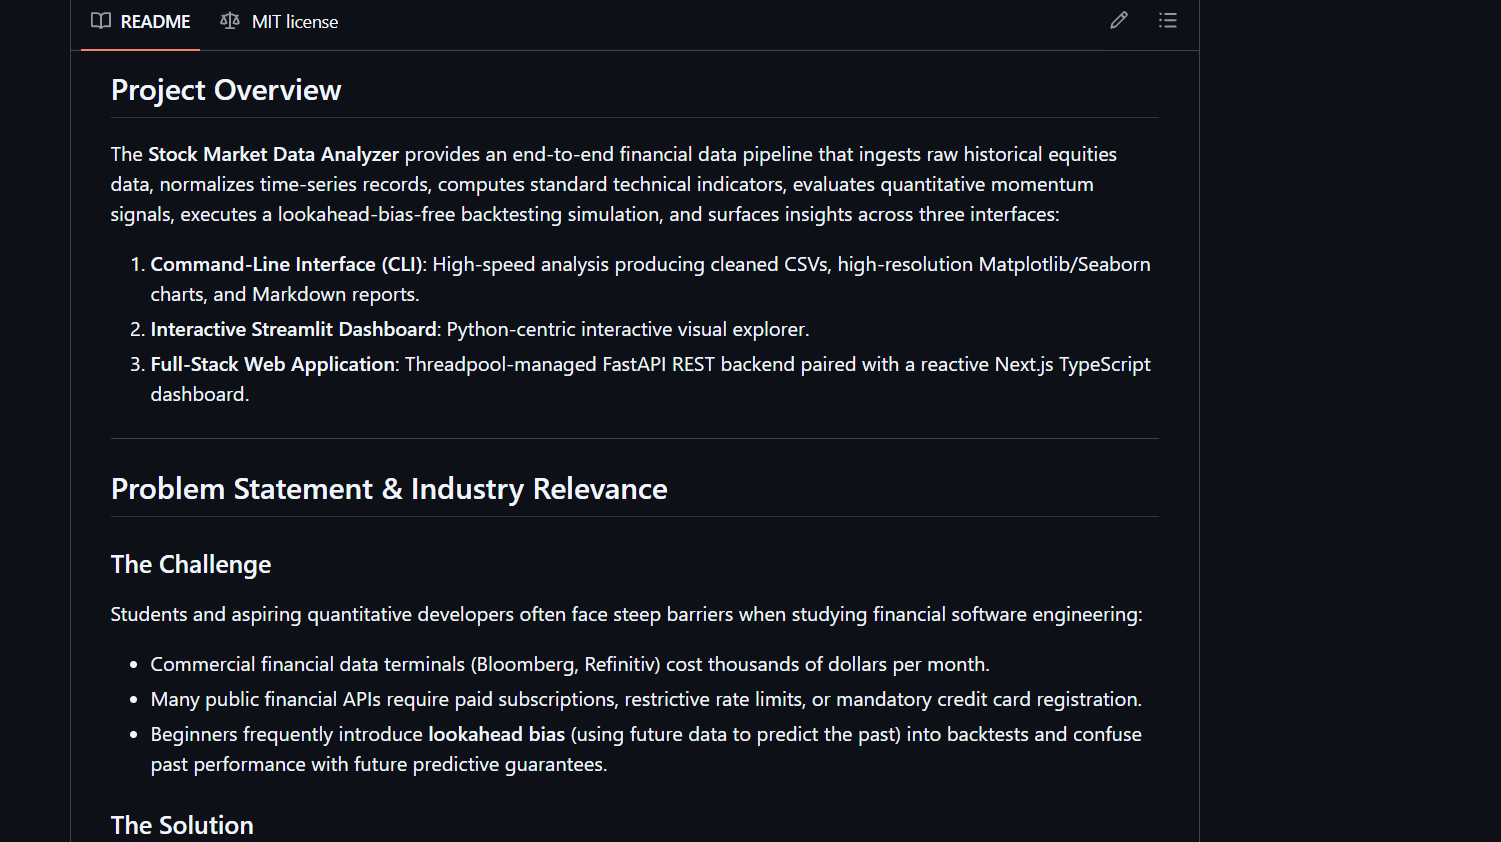 README MIT license
Project Overview
The Stock Market Data Analyzer provides an end-to-end financial data pipeline that ingests raw historical equities
data, normalizes time-series records, computes standard technical indicators, evaluates quantitative momentum
signals, executes a lookahead-bias-free backtesting simulation, and surfaces insights across three interfaces:
1. Command-Line Interface (CLI): High-speed analysis producing cleaned CSVs, high-resolution Matplotlib/Seaborn
charts, and Markdown reports.
2. Interactive Streamlit Dashboard: Python-centric interactive visual explorer.
3. Full-Stack Web Application: Threadpool-managed FastAPI REST backend paired with a reactive Next.js TypeScript
dashboard.
Problem Statement & Industry Relevance
The Challenge
Students and aspiring quantitative developers often face steep barriers when studying financial software engineering:
• Commercial financial data terminals (Bloomberg, Refinitiv) cost thousands of dollars per month.
• Many public financial APIs require paid subscriptions, restrictive rate limits, or mandatory credit card registration.
• Beginners frequently introduce lookahead bias (using future data to predict the past) into backtests and confuse
past performance with future predictive guarantees.
The Solution